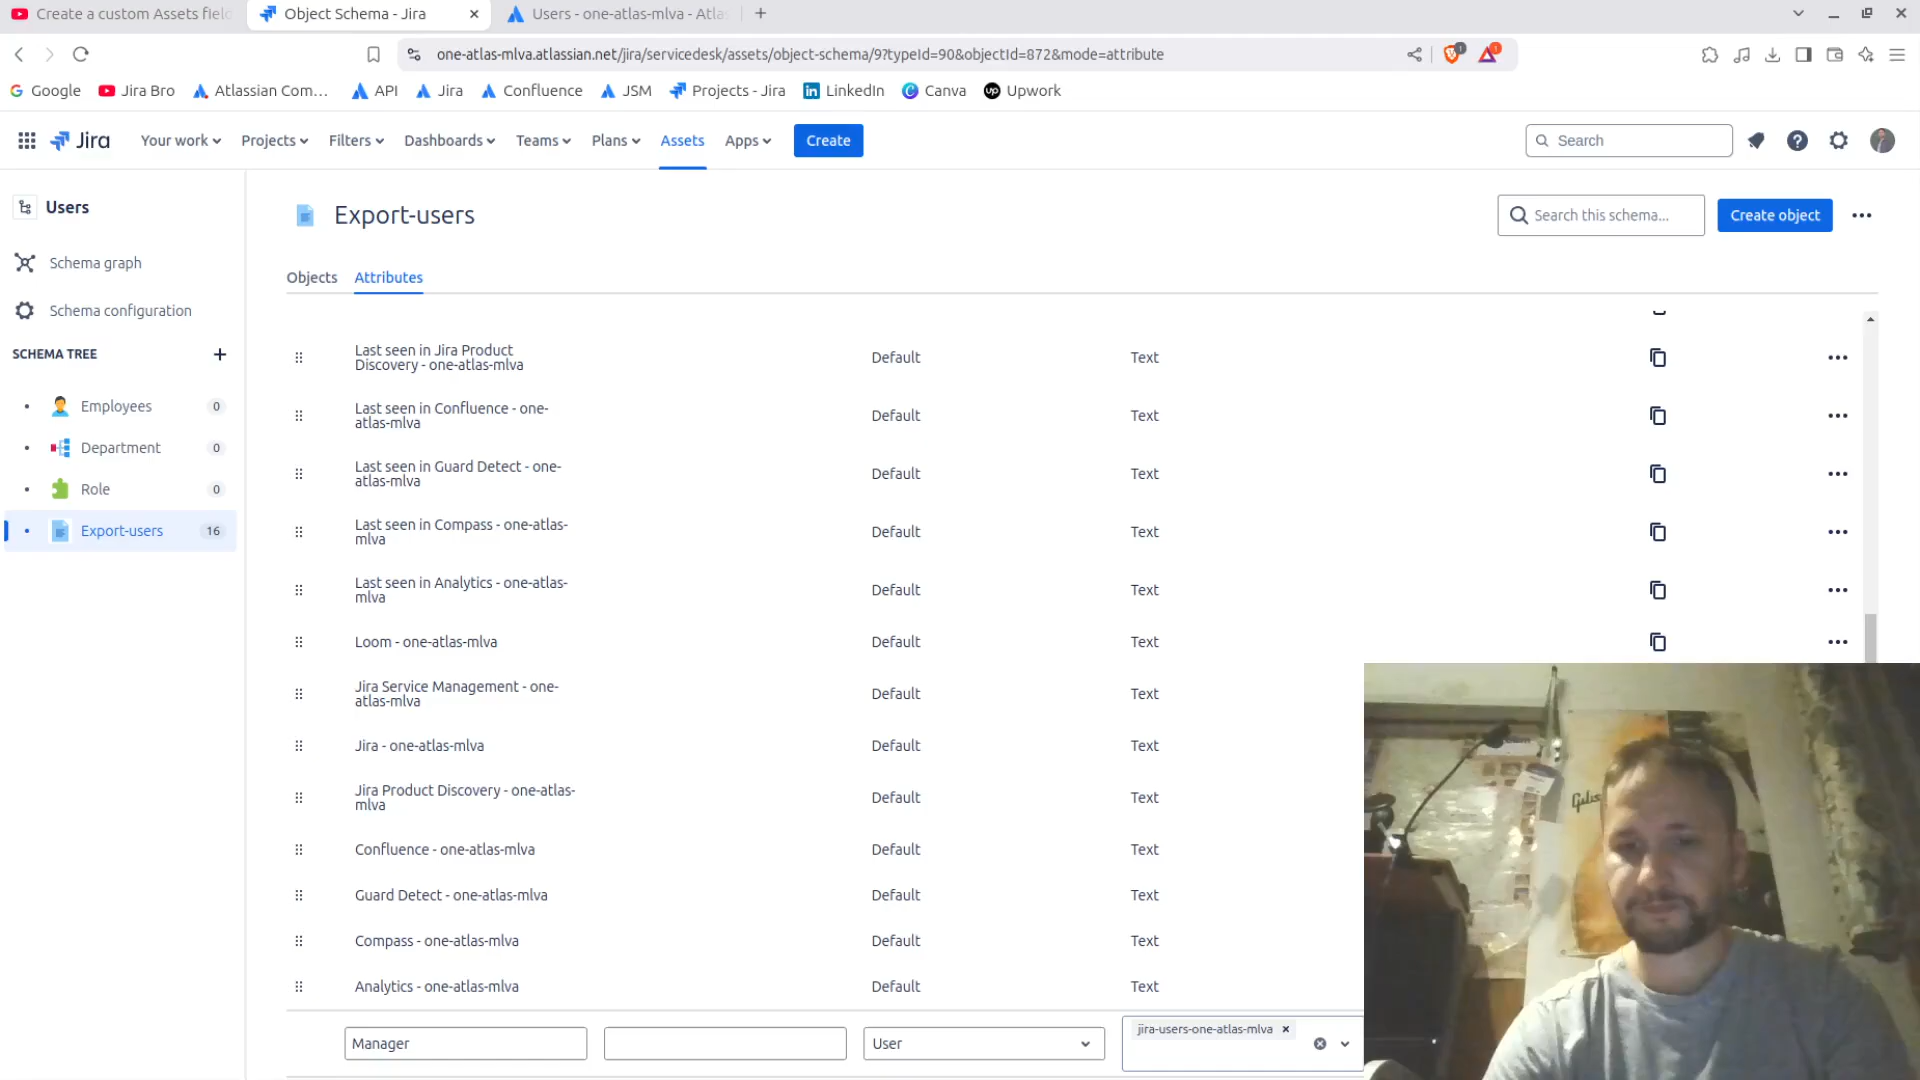 Create a custom Assets field
Object Schema - Jira
Users - one-atlas-mlva - Atla
one-atlas-mlva.atlassian.net/jira/servicedesk/assets/object-schema/9?typeId=90&objectId=872&mode=attribute
1
1
Google
Jira Bro
Atlassian Com...
API
Jira
Confluence
JSM
Projects - Jira
LinkedIn
Canva
Upwork
Jira
Your work
Projects
Filters
Dashboards
Teams
Plans
Assets
Apps
Create
Search
Users
Export-users
Search this schema...
Create object
Schema graph
Objects
Attributes
Schema configuration
SCHEMA TREE
Employees 0
Department 0
Role 0
Export-users 16
Last seen in Jira Product
Discovery - one-atlas-mlva
Default
Text
Last seen in Confluence - one-
atlas-mlva
Default
Text
Last seen in Guard Detect - one-
atlas-mlva
Default
Text
Last seen in Compass - one-atlas-
mlva
Default
Text
Last seen in Analytics - one-atlas-
mlva
Default
Text
Loom - one-atlas-mlva
Default
Text
Jira Service Management - one-
atlas-mlva
Default
Text
Jira - one-atlas-mlva
Default
Text
Jira Product Discovery - one-atlas-
mlva
Default
Text
Confluence - one-atlas-mlva
Default
Text
Guard Detect - one-atlas-mlva
Default
Text
Compass - one-atlas-mlva
Default
Text
Analytics - one-atlas-mlva
Default
Text
Manager
User
jira-users-one-atlas-mlva